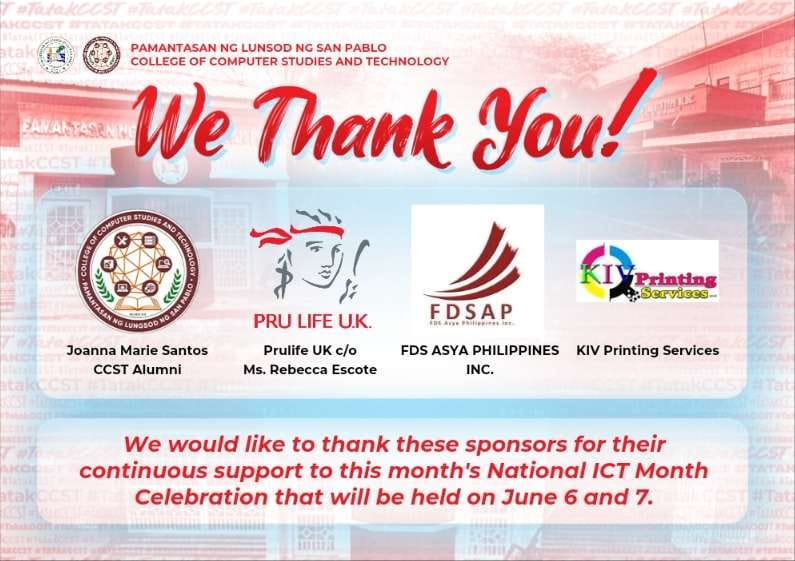 PAMANTASAN NG LUNSOD NG SAN PABLO
COLLEGE OF COMPUTER STUDIES AND TECHNOLOGY
We Thank You!
COLLEGE OF COMPUTER STUDIES AND TECHNOLOGY
PAMANTASAN NG LUNGSOD NG SAN PABLO
PRU LIFE U.K.
FDSAP
FDS Asya Philippines Inc.
KIV Printing
Services
Joanna Marie Santos
CCST Alumni
Prulife UK c/o
Ms. Rebecca Escote
FDS ASYA PHILIPPINES
INC.
KIV Printing Services
We would like to thank these sponsors for their
continuous support to this month's National ICT Month
Celebration that will be held on June 6 and 7.
#TatakCCST